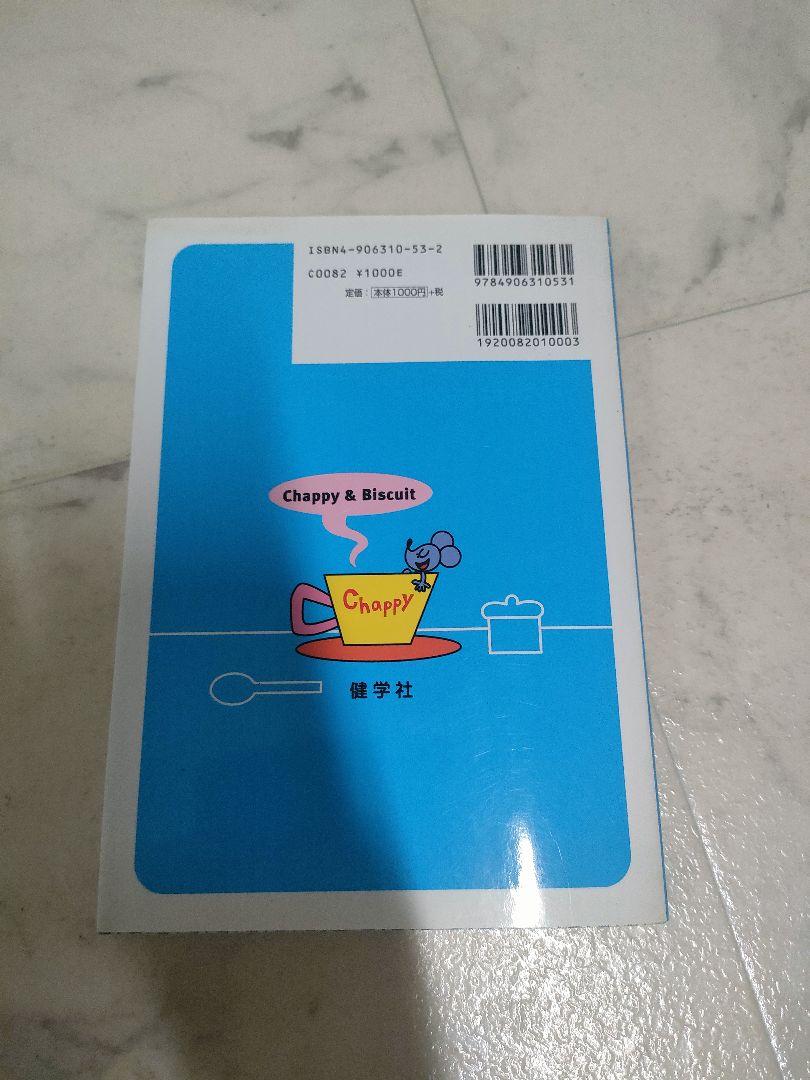 ISBN4-906310-53-2
C0082 ¥1000E
定価：本体1000円+税
9784906310531
1920082010003
Chappy & Biscuit
Chappy
健学社